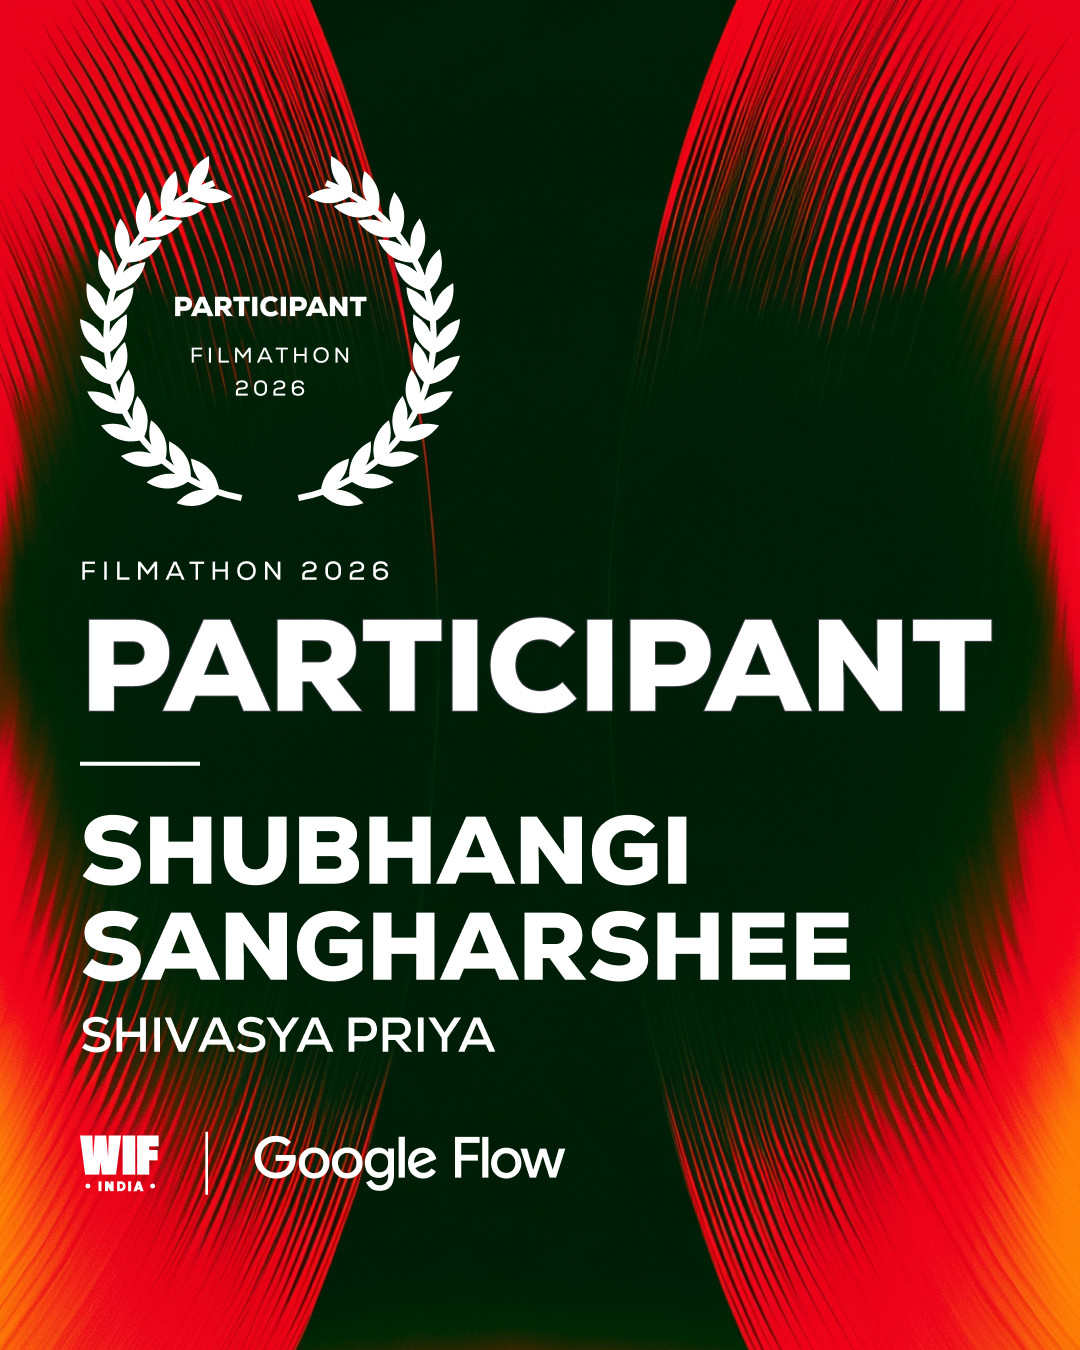 PARTICIPANT
FILMATHON
2026
FILMATHON 2026
PARTICIPANT
SHUBHANGI
SANGHARSHEE
SHIVASYA PRIYA
WIF
• INDIA •
Google Flow